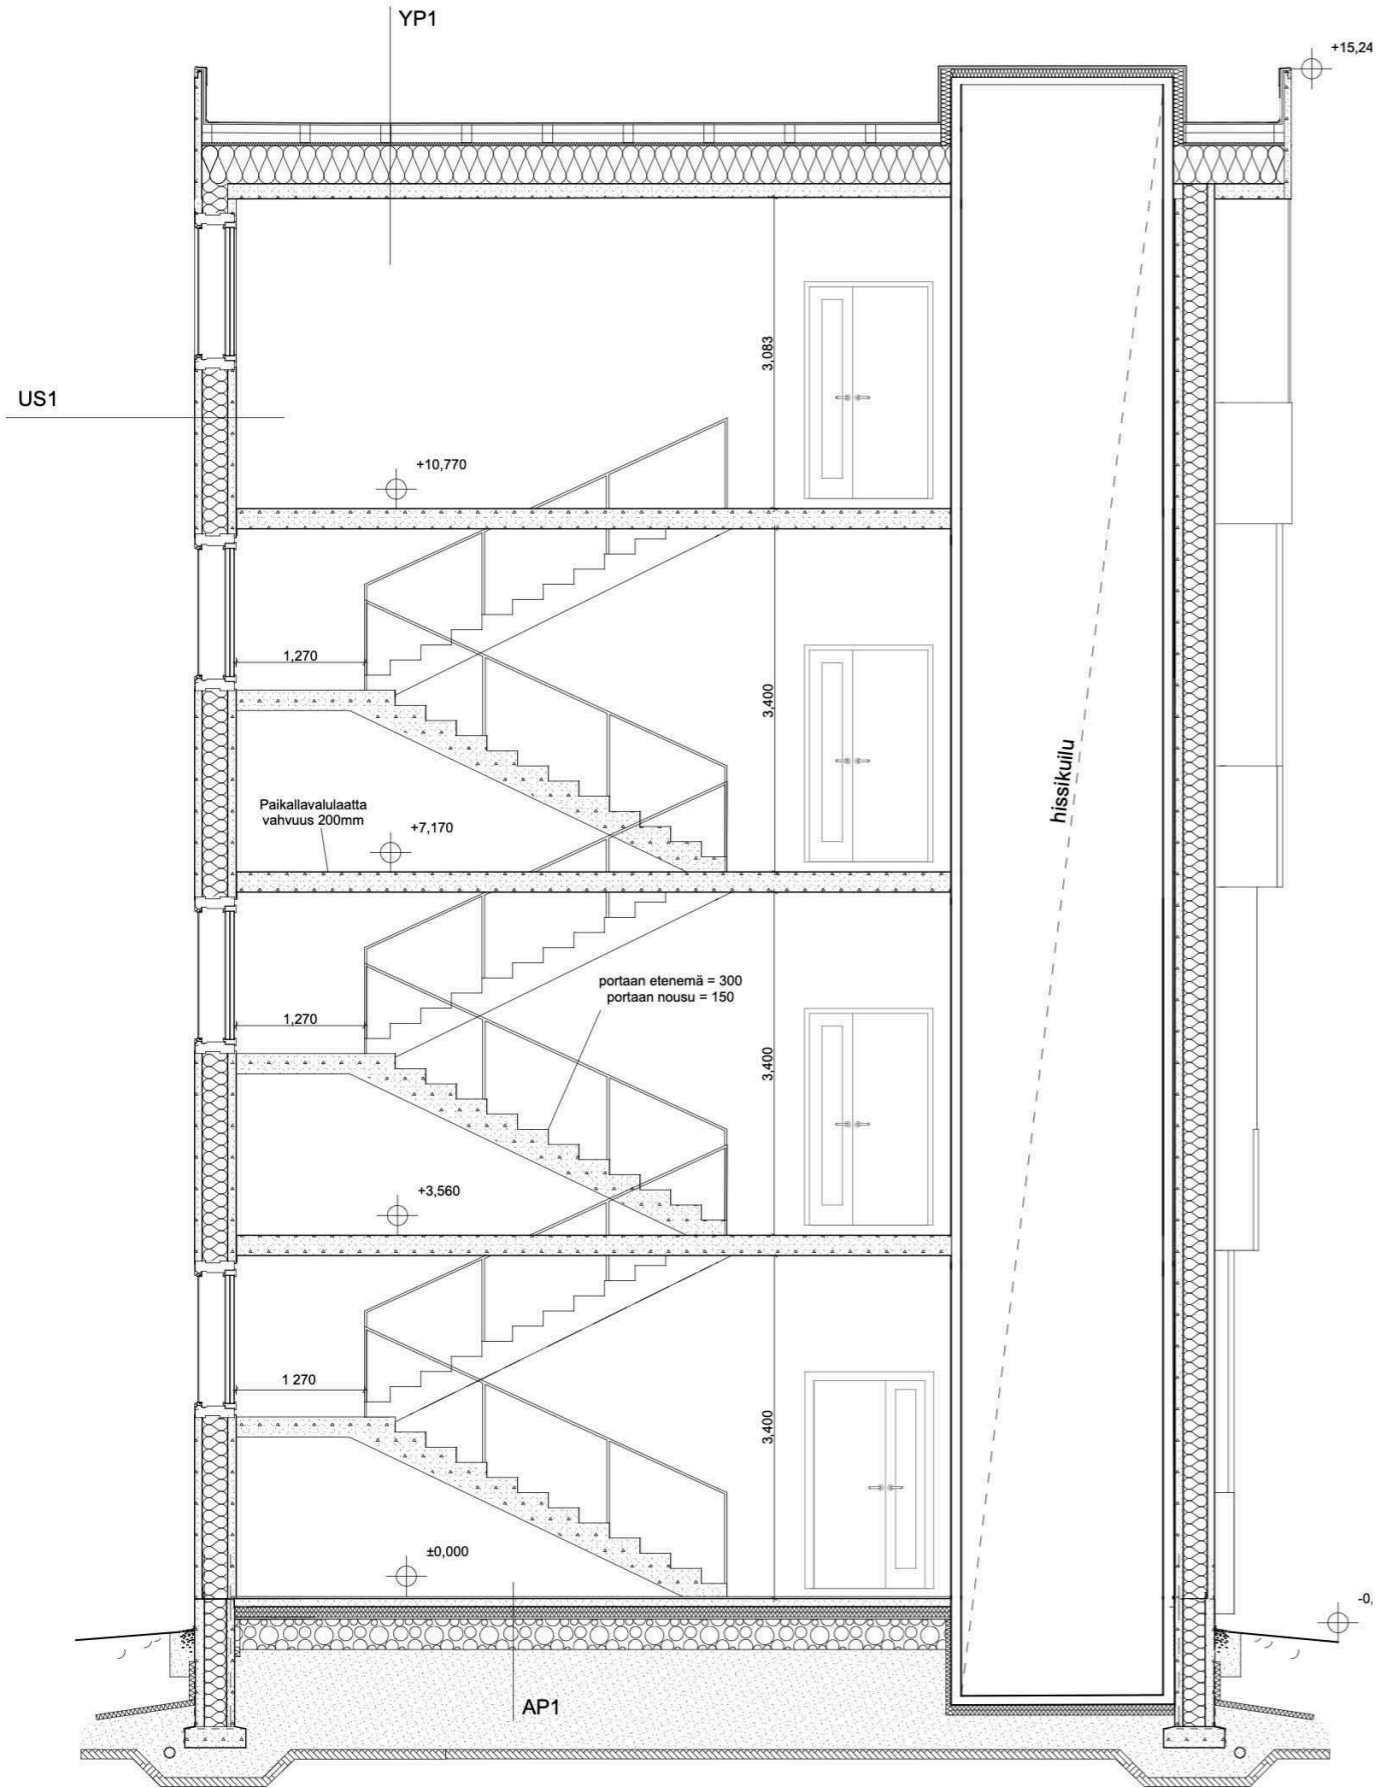 YP1
+15,24
3,083
US1
+10,770
1,270
3,400
hissikuilu
Paikallavalulaatta
vahvuus 200mm
+7,170
portaan etenemä = 300
portaan nousu = 150
1,270
3,400
+3,560
1 270
3,400
±0,000
-0,
AP1